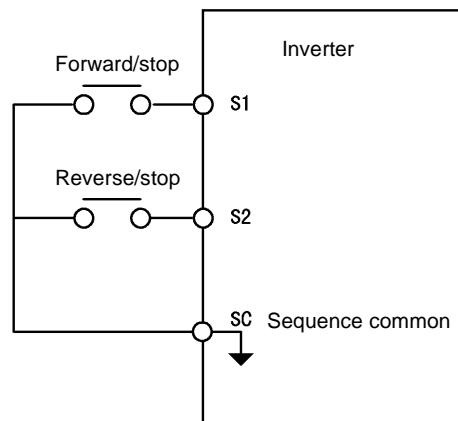 Inverter
Forward/stop
S1
Reverse/stop
S2
SC Sequence common